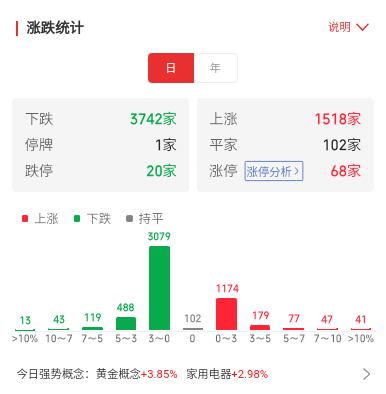 涨跌统计 说明
日 年
下跌 3742家 上涨 1518家
停牌 1家 平家 102家
跌停 20家 涨停 涨停分析 68家
上涨 下跌 持平
3079
1174
488
13 43 119 102 179 77 47 41
>10% 10～7 7～5 5～3 3～0 0 0～3 3～5 5～7 7～10 >10%
今日强势概念：黄金概念+3.85% 家用电器+2.98%